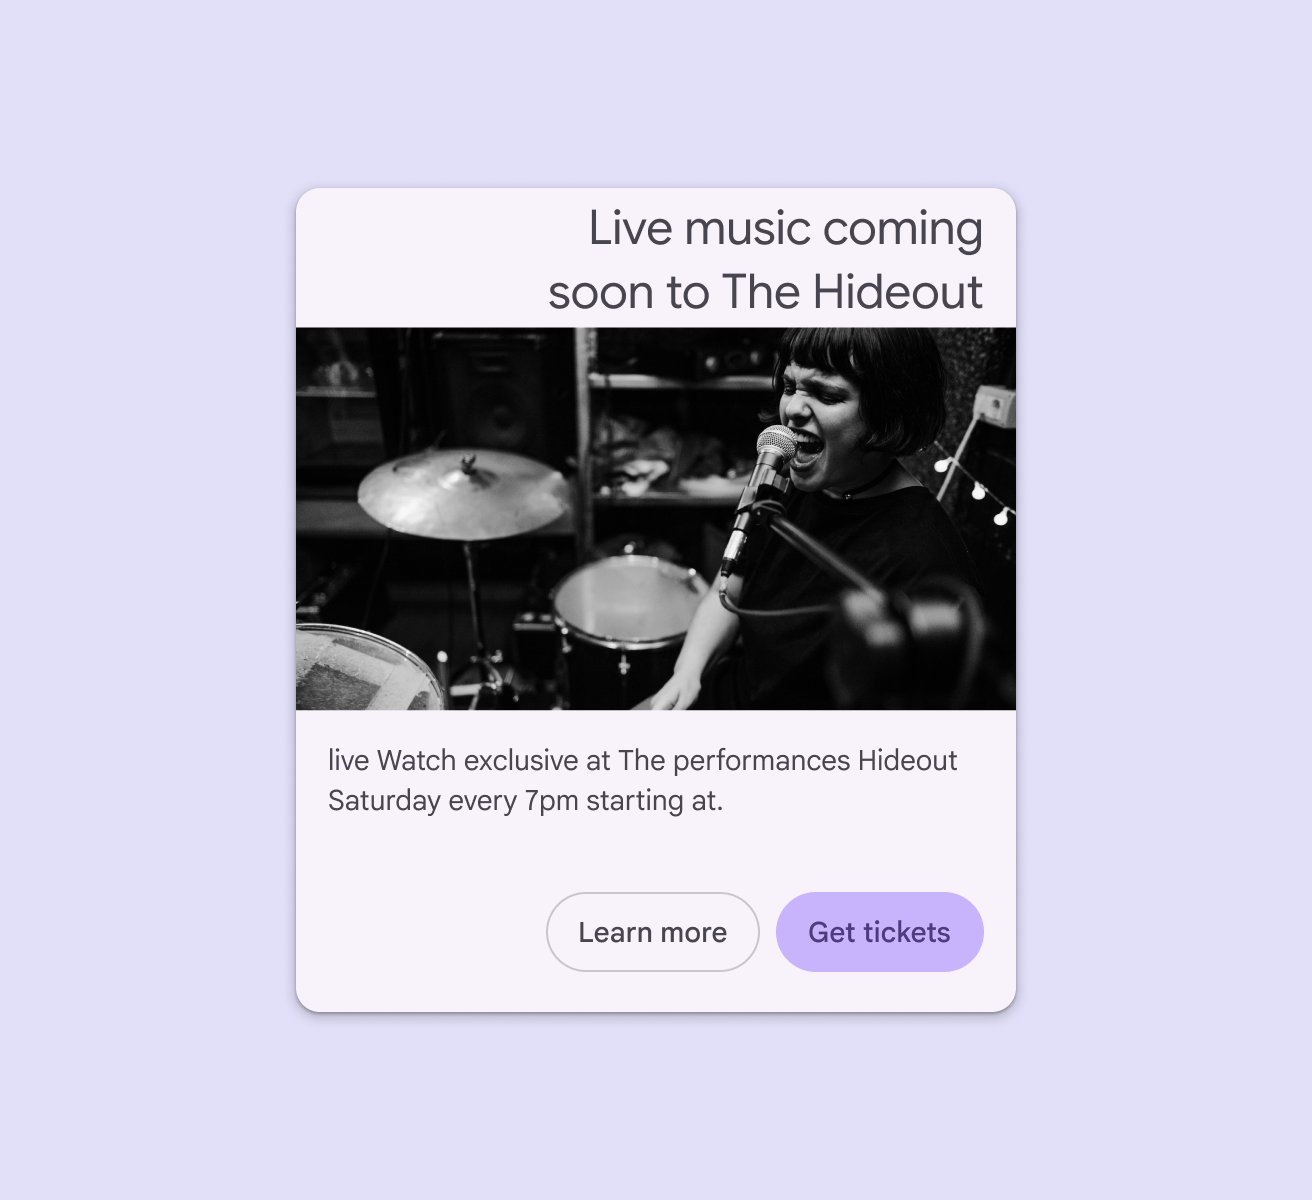 Live music coming
soon to The Hideout
live Watch exclusive at The performances Hideout
Saturday every 7pm starting at.
Learn more
Get tickets